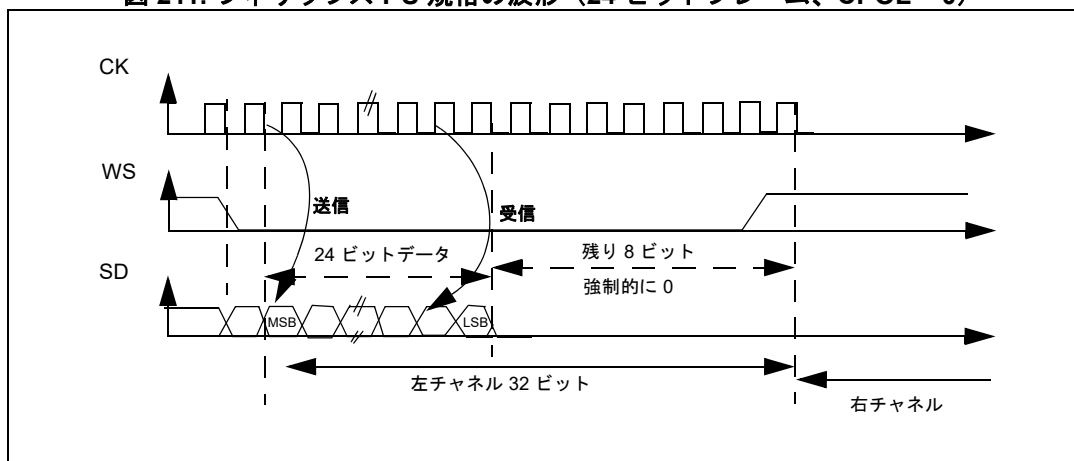 CK
WS
送信
受信
24 ビットデータ
残り 8 ビット
強制的に 0
SD
MSB
LSB
左チャネル 32 ビット
右チャネル